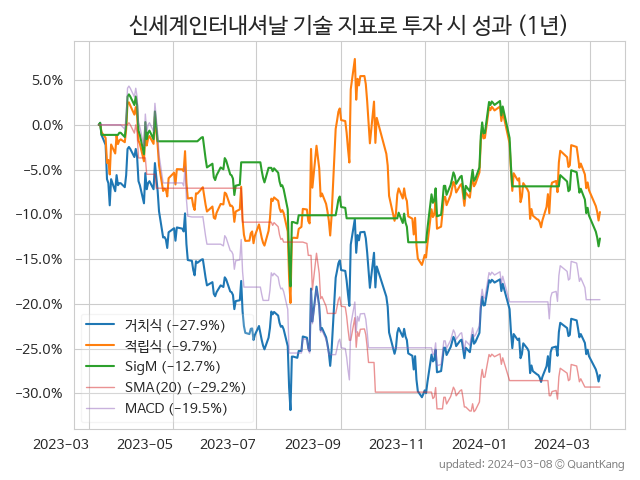 신세계인터내셔날 기술 지표로 투자 시 성과 (1년)
5.0%
0.0%
−5.0%
−10.0%
−15.0%
−20.0%
−25.0%
−30.0%
거치식 (−27.9%)
적립식 (−9.7%)
SigM (−12.7%)
SMA(20) (−29.2%)
MACD (−19.5%)
2023-03 2023-05 2023-07 2023-09 2023-11 2024-01 2024-03
updated: 2024-03-08 ⓒ QuantKang